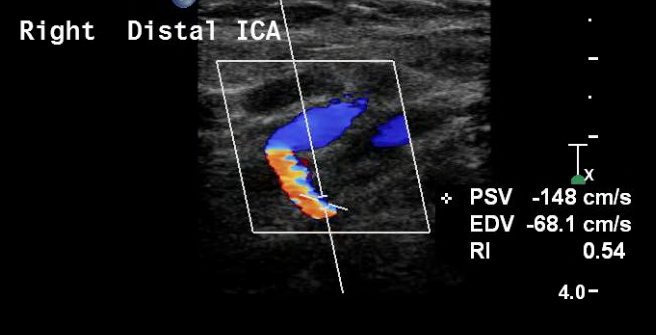 Right Distal ICA
x
PSV -148 cm/s
EDV -68.1 cm/s
RI 0.54
4.0